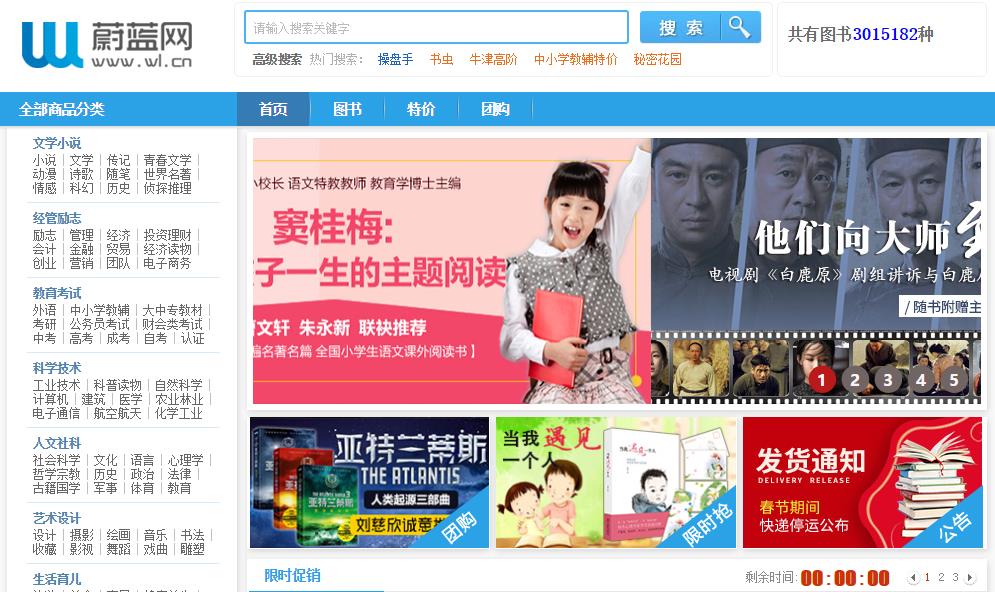 蔚蓝网
www.wl.cn
请输入搜索关键字
搜 索
共有图书3015182种
高级搜索 热门搜索： 操盘手 书虫 牛津高阶 中小学教辅特价 秘密花园
全部商品分类
首页 图书 特价 团购
文学小说
小说 | 文学 | 传记 | 青春文学 |
动漫 | 诗歌 | 随笔 | 世界名著 |
情感 | 科幻 | 历史 | 侦探推理
经管励志
励志 | 管理 | 经济 | 投资理财 |
会计 | 金融 | 贸易 | 经济读物 |
创业 | 营销 | 团队 | 电子商务
教育考试
外语 | 中小学教辅 | 大中专教材 |
考研 | 公务员考试 | 财会类考试 |
中考 | 高考 | 成考 | 自考 | 认证
科学技术
工业技术 | 科普读物 | 自然科学 |
计算机 | 建筑 | 医学 | 农业林业 |
电子通信 | 航空航天 | 化学工业
人文社科
社会科学 | 文化 | 语言 | 心理学 |
哲学宗教 | 历史 | 政治 | 法律 |
古籍国学 | 军事 | 体育 | 教育
艺术设计
设计 | 摄影 | 绘画 | 音乐 | 书法 |
收藏 | 影视 | 舞蹈 | 戏曲 | 雕塑
生活育儿
小校长 语文特教教师 教育学博士主编
窦桂梅:
子一生的主题阅读
曹文轩 朱永新 联袂推荐
遍名著名篇 全国小学生语文课外阅读书】
他们向大师
电视剧《白鹿原》剧组讲诉与白鹿
/ 随书附赠主
1 2 3 4 5
亚特兰蒂斯
THE ATLANTIS
人类起源三部曲
刘慈欣诚意
团购
当我遇见
一个人
限时抢
发货通知
DELIVERY RELEASE
春节期间
快递停运公布
公告
限时促销
剩余时间: 00:00:00
1 2 3